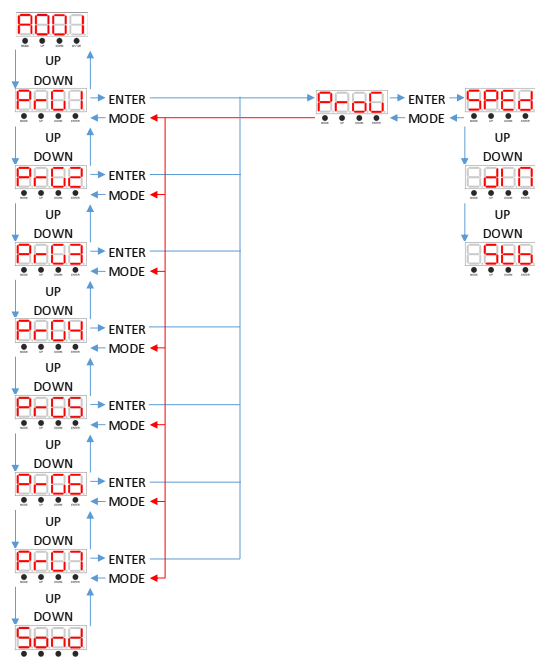 A001
UP
DOWN
PrG1 ENTER ProG ENTER SPEd
MODE MODE
UP UP
DOWN DOWN
PrG2 ENTER dIM
MODE
UP UP
DOWN DOWN
PrG3 ENTER Stb
MODE
UP
DOWN
PrG4 ENTER
MODE
UP
DOWN
PrG5 ENTER
MODE
UP
DOWN
PrG6 ENTER
MODE
UP
DOWN
PrG7 ENTER
MODE
UP
DOWN
Sond